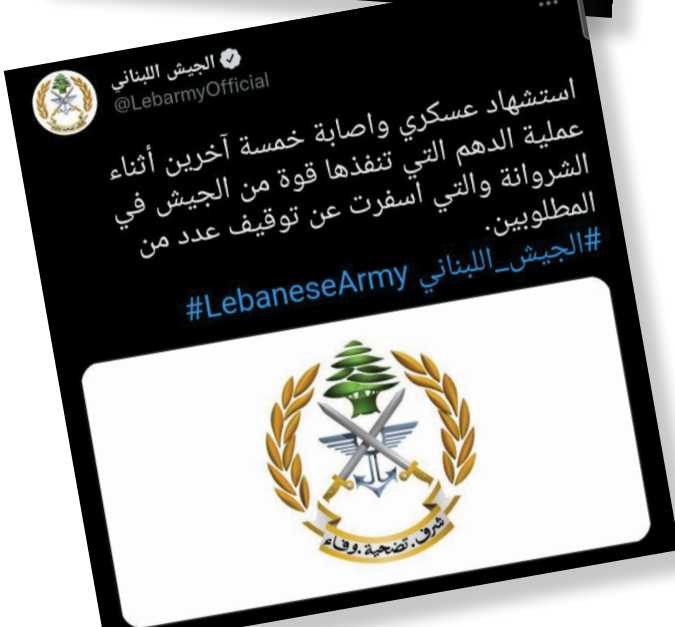 الجيش اللبناني
@LebarmyOfficial
استشهاد عسكري واصابة خمسة آخرين أثناء
عملية الدهم التي تنفذها قوة من الجيش في
الشروانة والتي اسفرت عن توقيف عدد من
المطلوبين.
#الجيش_اللبناني #LebaneseArmy
شرف.تضحية.وفاء